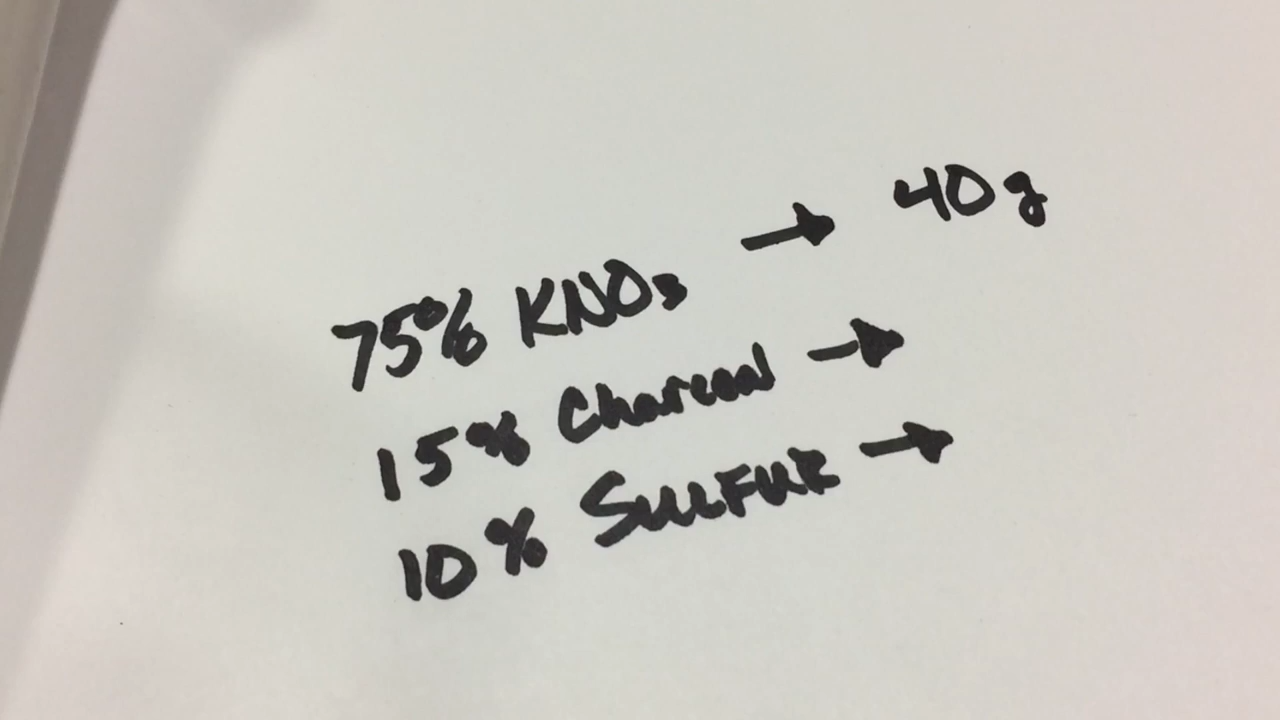 75% KNO₃ → 40g
15% Charcoal →
10% SULFUR →